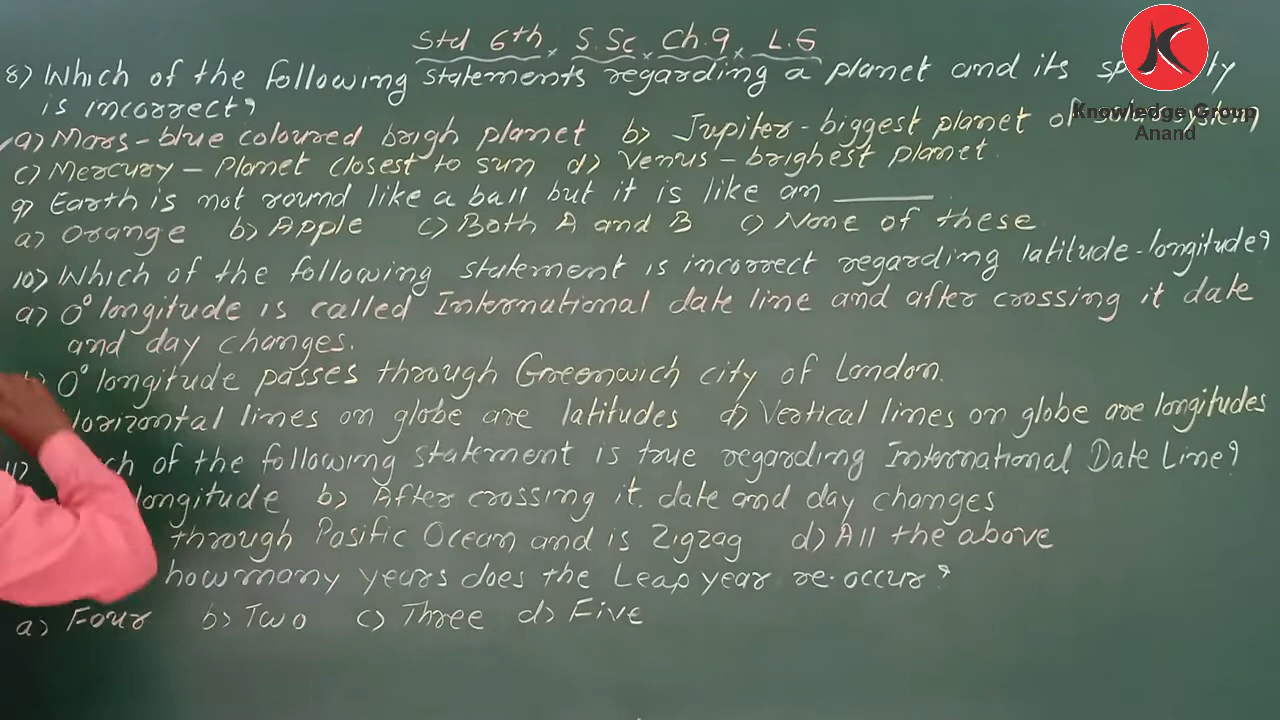 Std 6th, S.Sc, Ch.9, L.6
8) Which of the following statements regarding a planet and its
is incorrect?
a) Mars - blue coloured brigh planet b) Jupiter - biggest planet of solar system
c) Mercury - Planet closest to sun d) Venus - brighest planet.
9) Earth is not round like a ball but it is like an ______
a) Orange b) Apple c) Both A and B c) None of these
10) Which of the following statement is incorrect regarding latitude-longitude?
a) 0° longitude is called International date line and after crossing it date
and day changes.
b) 0° longitude passes through Greenwich city of London.
Horizontal lines on globe are latitudes d) Vertical lines on globe are longitudes
11) of the following statement is true regarding International Date Line?
longitude b) After crossing it. date and day changes
through Pasific Ocean and is Zigzag d) All the above
how many years does the Leap year re-occur?
a) Four b) Two c) Three d) Five
K
Knowledge Group
Anand